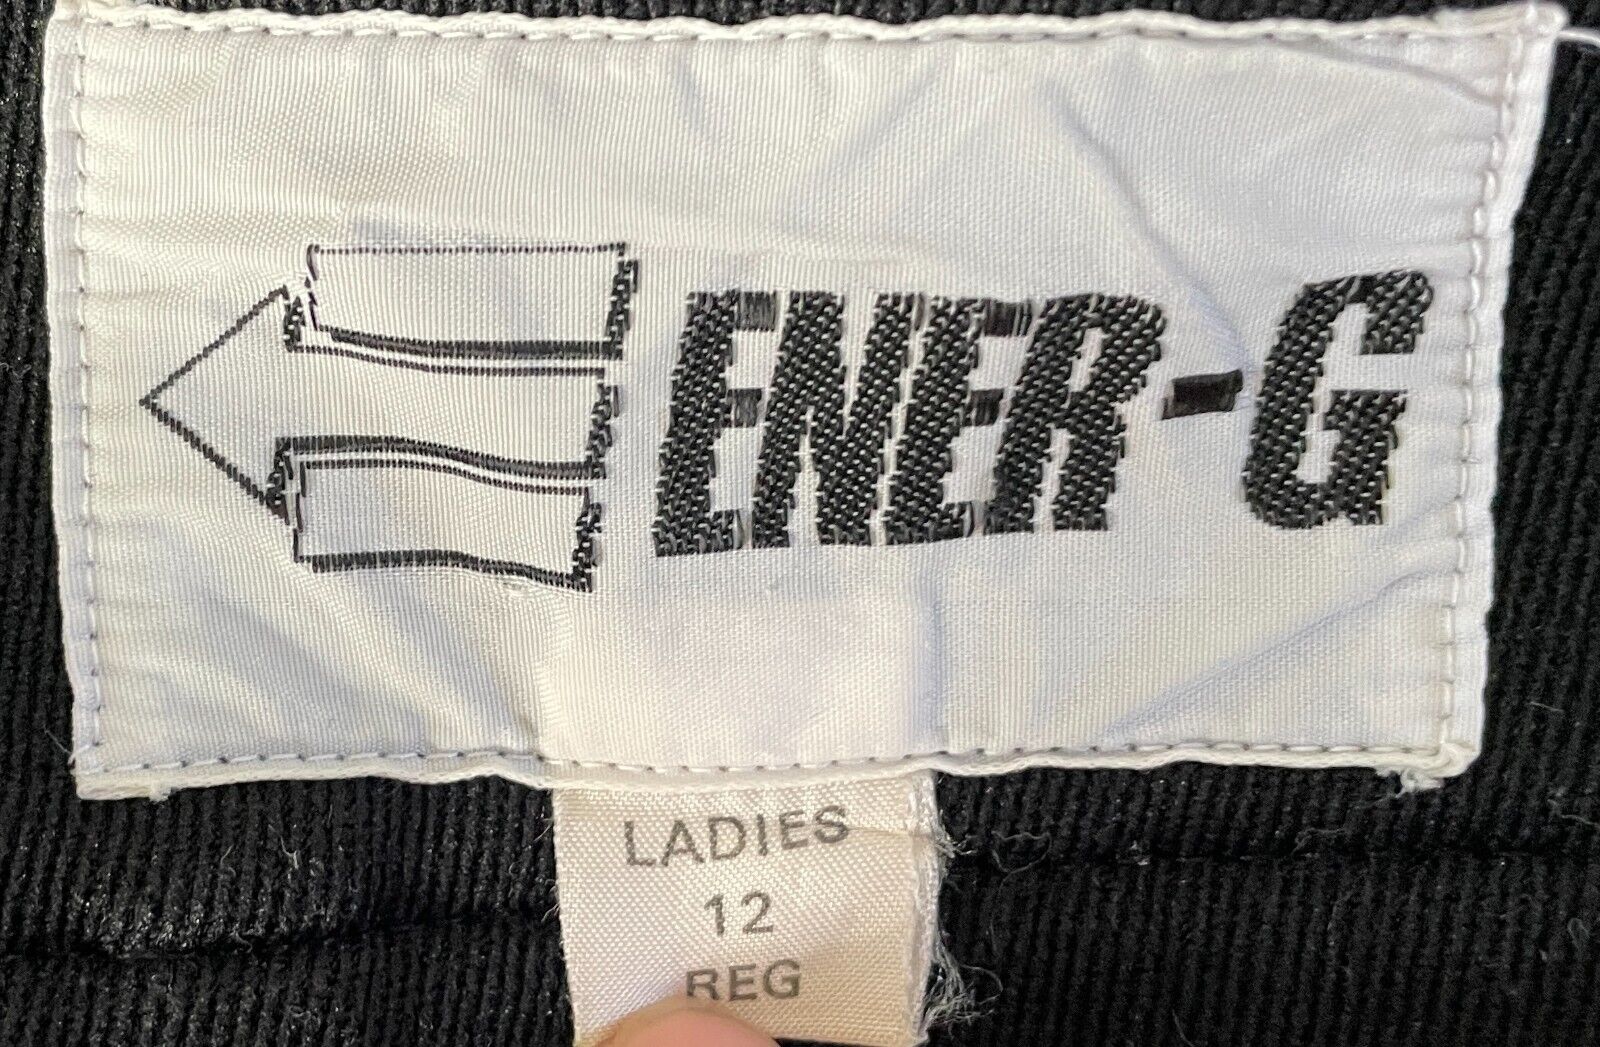 ENER-G
LADIES
12
REG